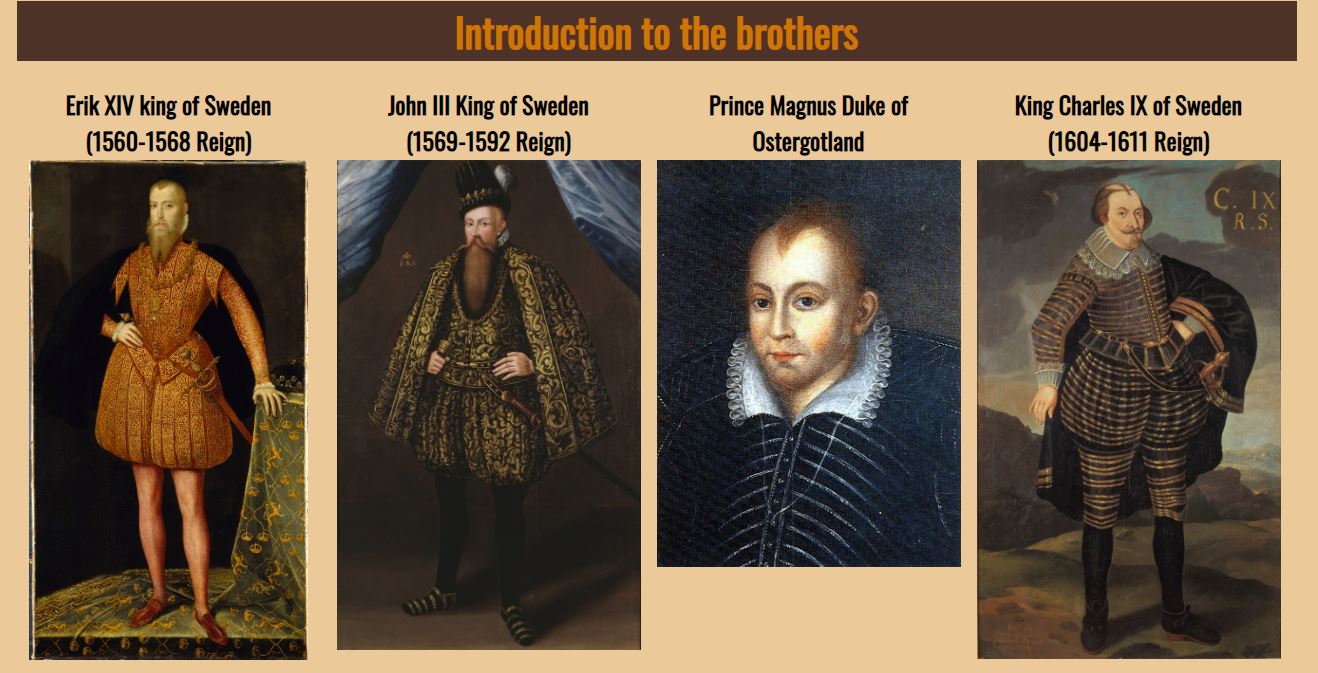 Introduction to the brothers
Erik XIV king of Sweden
(1560-1568 Reign)
John III King of Sweden
(1569-1592 Reign)
Prince Magnus Duke of
Ostergotland
King Charles IX of Sweden
(1604-1611 Reign)
C. IX
R.S.